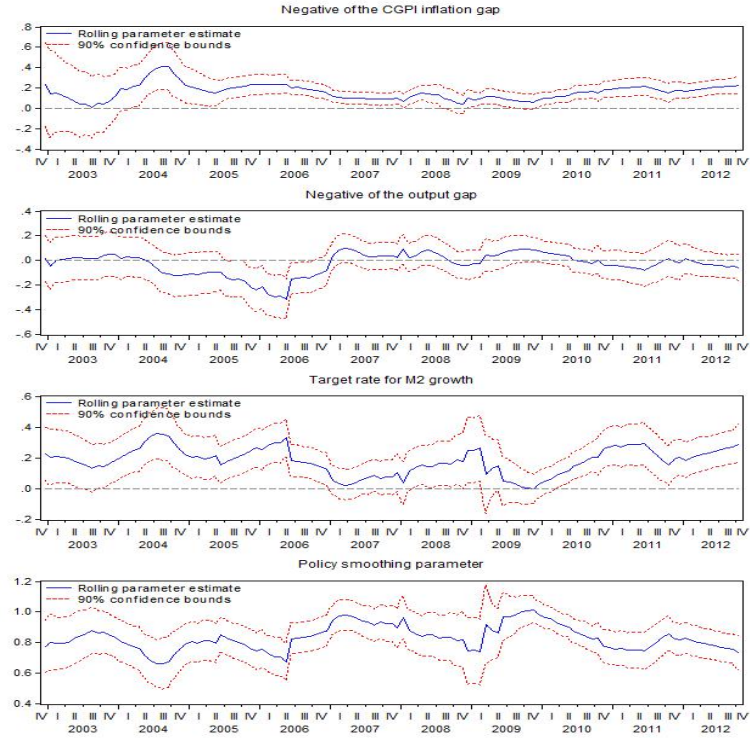 Negative of the CGPI inflation gap
.8
.6
.4
.2
.0
-.2
-.4
Rolling parameter estimate
90% confidence bounds
IV I II III IV I II III IV I II III IV I II III IV I II III IV I II III IV I II III IV I II III IV I II III IV I II III IV
2003 2004 2005 2006 2007 2008 2009 2010 2011 2012
Negative of the output gap
.4
.2
.0
-.2
-.4
-.6
Rolling parameter estimate
90% confidence bounds
IV I II III IV I II III IV I II III IV I II III IV I II III IV I II III IV I II III IV I II III IV I II III IV I II III IV
2003 2004 2005 2006 2007 2008 2009 2010 2011 2012
Target rate for M2 growth
.6
.4
.2
.0
-.2
Rolling parameter estimate
90% confidence bounds
IV I II III IV I II III IV I II III IV I II III IV I II III IV I II III IV I II III IV I II III IV I II III IV I II III IV
2003 2004 2005 2006 2007 2008 2009 2010 2011 2012
Policy smoothing parameter
1.2
1.0
0.8
0.6
0.4
Rolling parameter estimate
90% confidence bounds
IV I II III IV I II III IV I II III IV I II III IV I II III IV I II III IV I II III IV I II III IV I II III IV I II III IV
2003 2004 2005 2006 2007 2008 2009 2010 2011 2012